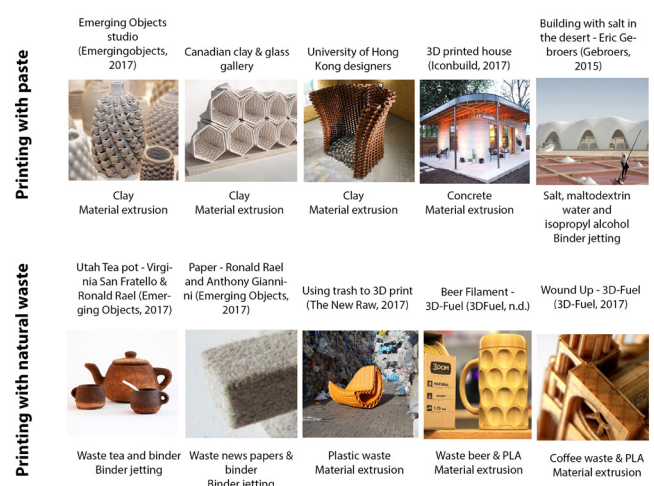 Printing with paste
Emerging Objects
studio
(Emergingobjects,
2017)
Canadian clay & glass
gallery
University of Hong
Kong designers
3D printed house
(Iconbuild, 2017)
Building with salt in
the desert - Eric Ge-
broers (Gebroers,
2015)
Clay
Material extrusion
Clay
Material extrusion
Clay
Material extrusion
Concrete
Material extrusion
Salt, maltodextrin
water and
isopropyl alcohol
Binder jetting
Printing with natural waste
Utah Tea pot - Virgi-
nia San Fratello &
Ronald Rael (Emer-
ging Objects, 2017)
Paper - Ronald Rael
and Anthony Gianni-
ni (Emerging Objects,
2017)
Using trash to 3D print
(The New Raw, 2017)
Beer Filament -
3D-Fuel (3DFuel, n.d.)
Wound Up - 3D-Fuel
(3D-Fuel, 2017)
3DOM
NATURAL
1.75 mm
Waste tea and binder
Binder jetting
Waste news papers &
binder
Binder jetting
Plastic waste
Material extrusion
Waste beer & PLA
Material extrusion
Coffee waste & PLA
Material extrusion